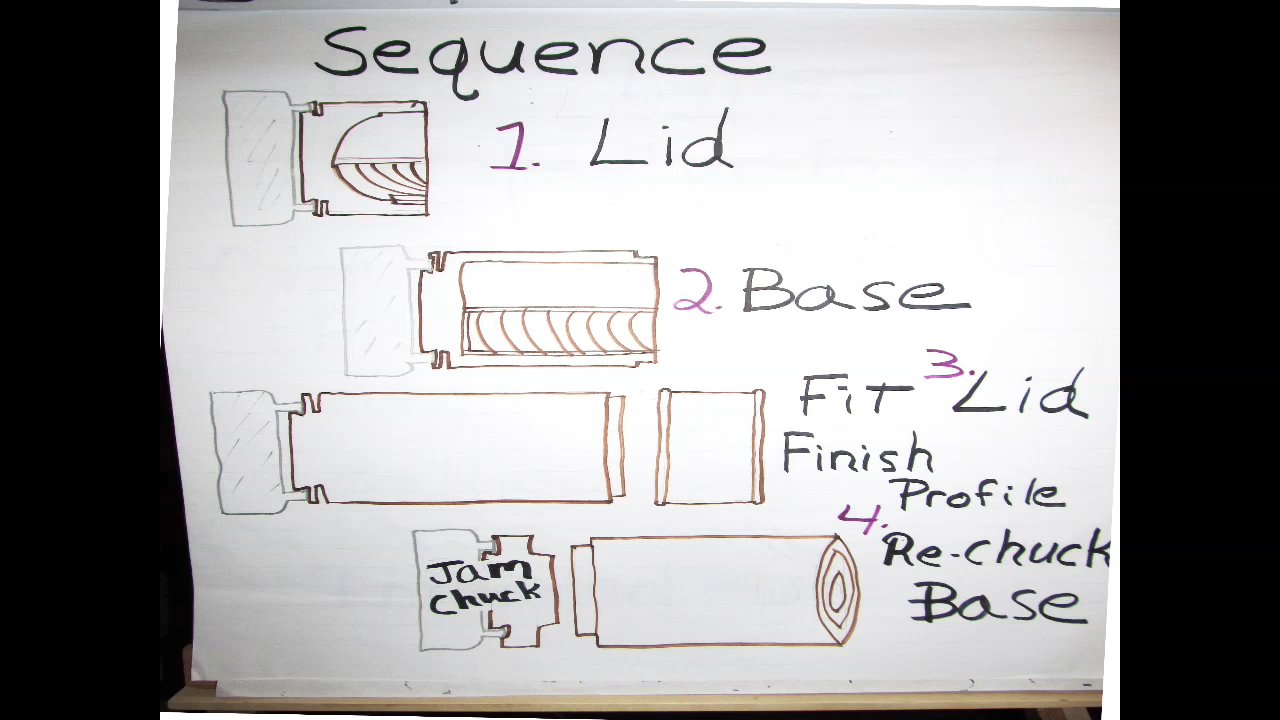 Sequence
1. Lid
2. Base
3.
Fit Lid
Finish
Profile
4.
Re-chuck
Base
Jam
Chuck